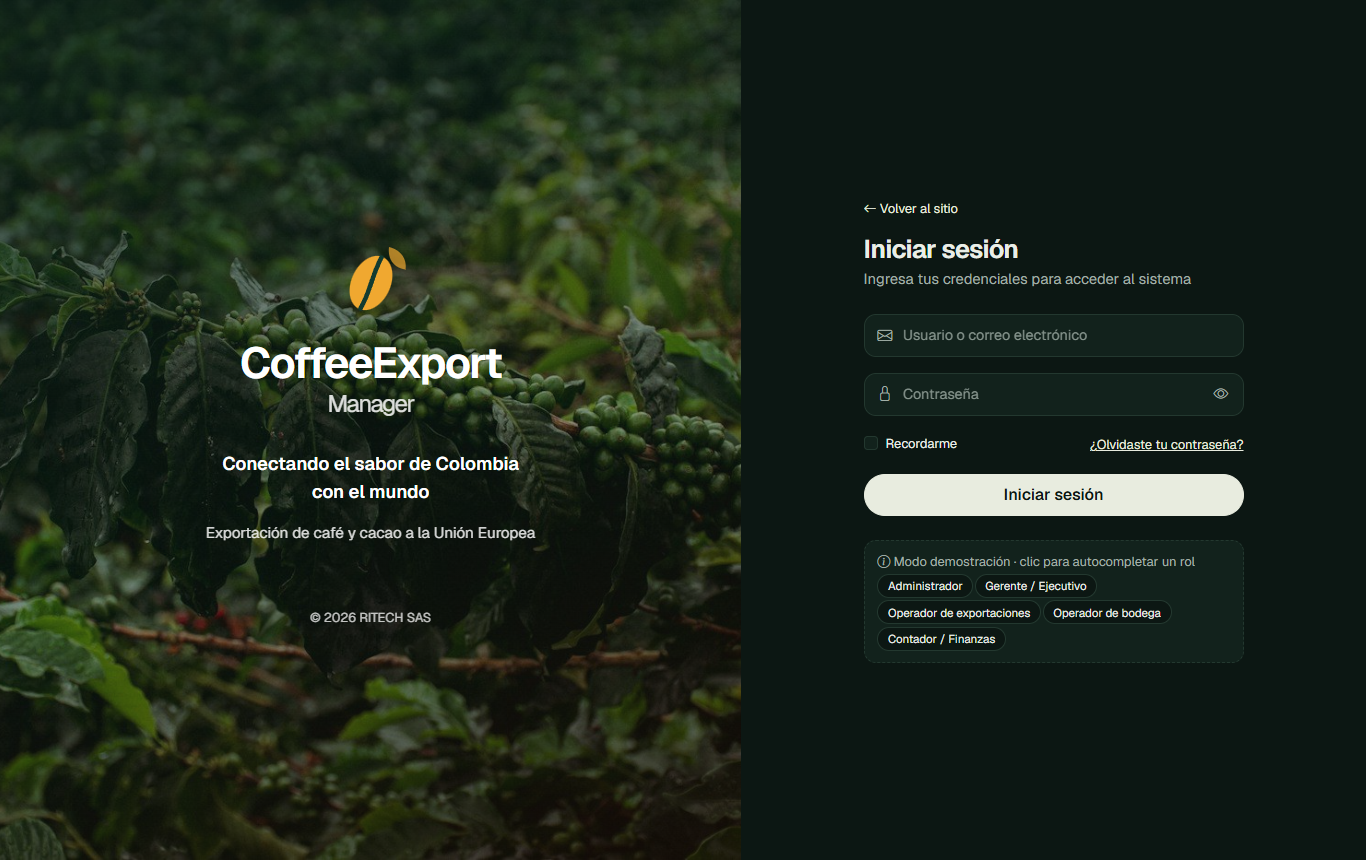 CoffeeExport
Manager
Conectando el sabor de Colombia
con el mundo
Exportación de café y cacao a la Unión Europea
© 2026 RITECH SAS
← Volver al sitio
Iniciar sesión
Ingresa tus credenciales para acceder al sistema
Usuario o correo electrónico
Contraseña
Recordarme ¿Olvidaste tu contraseña?
Iniciar sesión
Modo demostración · clic para autocompletar un rol
Administrador Gerente / Ejecutivo
Operador de exportaciones Operador de bodega
Contador / Finanzas